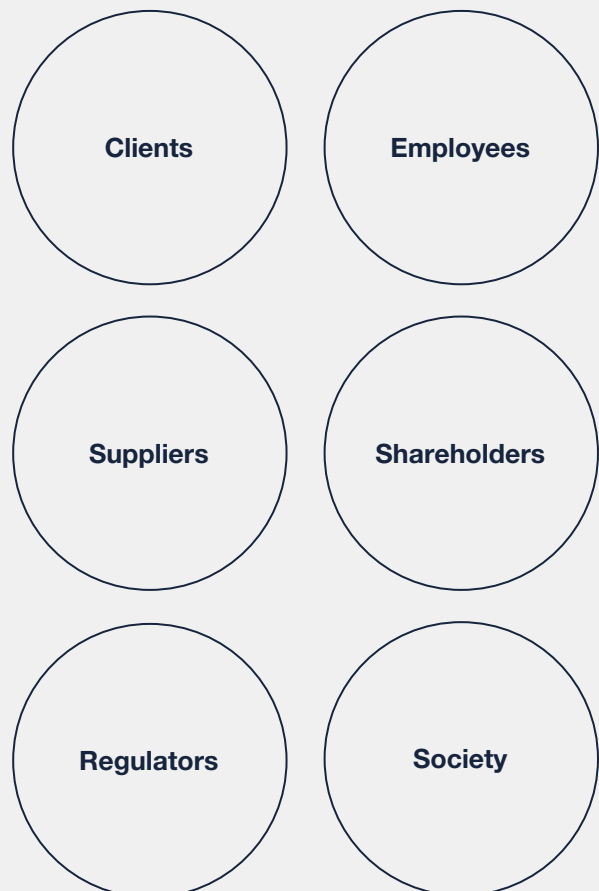 Clients
Employees
Suppliers
Shareholders
Regulators
Society